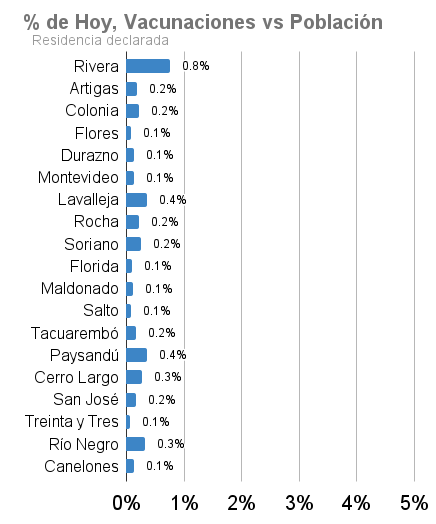 % de Hoy, Vacunaciones vs Población
Residencia declarada
Rivera 0.8%
Artigas 0.2%
Colonia 0.2%
Flores 0.1%
Durazno 0.1%
Montevideo 0.1%
Lavalleja 0.4%
Rocha 0.2%
Soriano 0.2%
Florida 0.1%
Maldonado 0.1%
Salto 0.1%
Tacuarembó 0.2%
Paysandú 0.4%
Cerro Largo 0.3%
San José 0.2%
Treinta y Tres 0.1%
Río Negro 0.3%
Canelones 0.1%
0% 1% 2% 3% 4% 5%